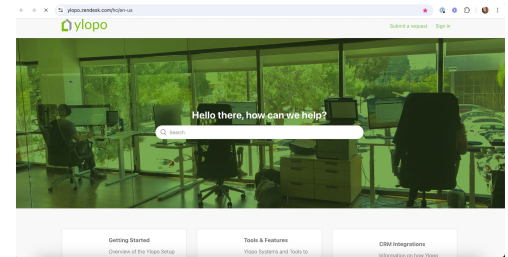 ylopo.zendesk.com/hc/en-us
ylopo
Submit a request Sign in
Hello there, how can we help?
Search
Getting Started
Overview of the Ylopo Setup
Tools & Features
Ylopo Systems and Tools to
CRM Integrations
Information on how Ylopo